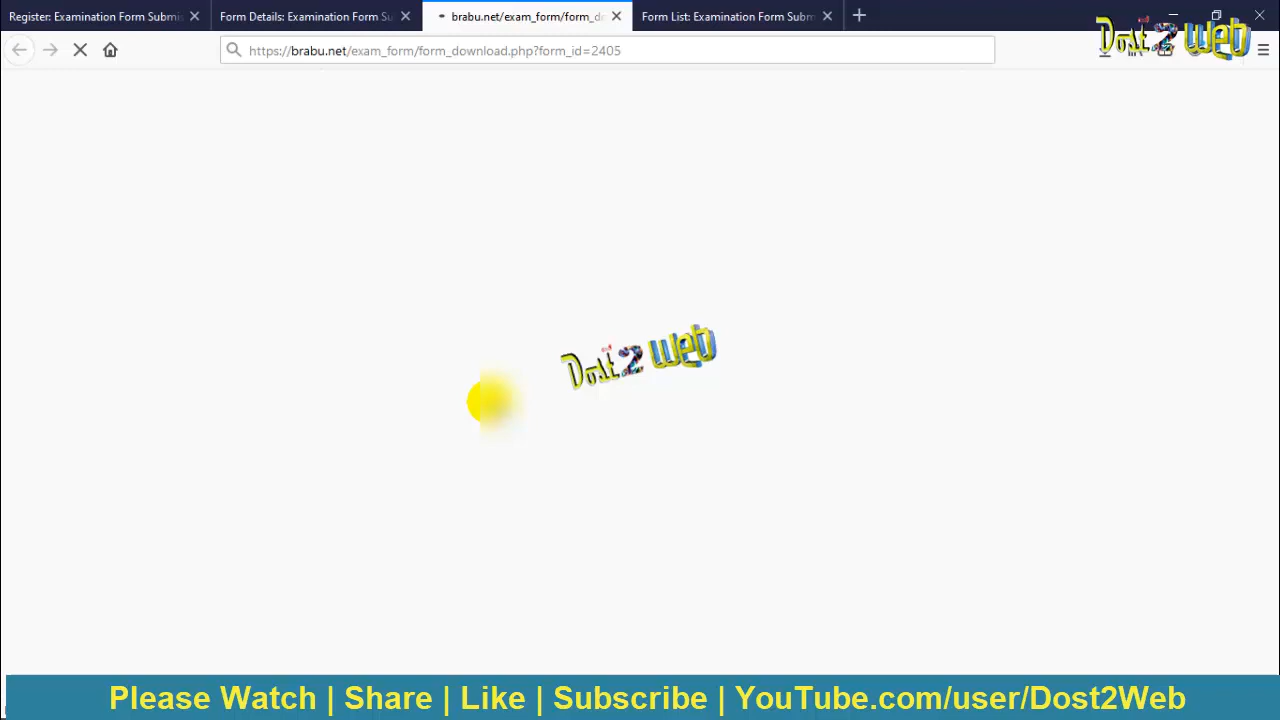 Register: Examination Form Submi
Form Details: Examination Form Su
brabu.net/exam_form/form_de
Form List: Examination Form Subm
https://brabu.net/exam_form/form_download.php?form_id=2405
Dost2Web
Dost2Web
Please Watch | Share | Like | Subscribe | YouTube.com/user/Dost2Web